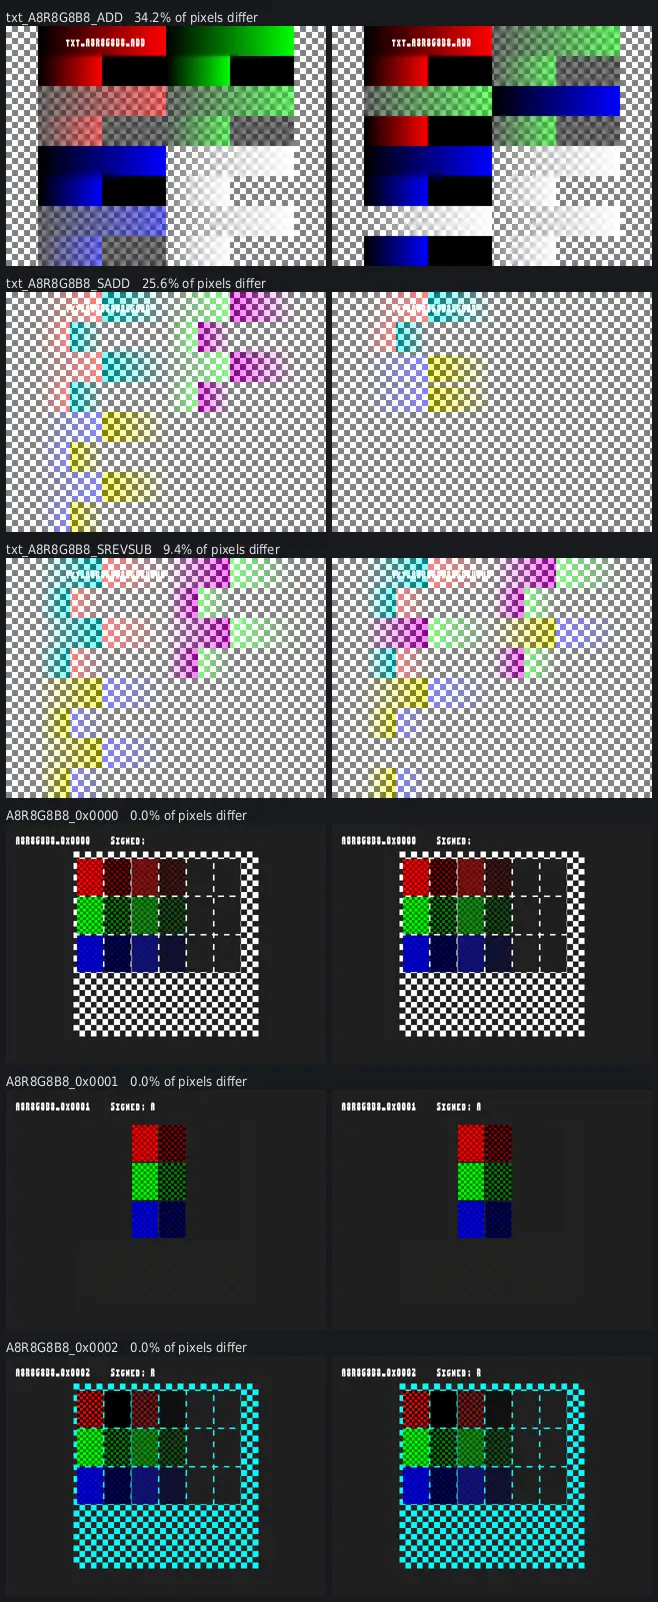 txt_A8R8G8B8_ADD 34.2% of pixels differ
TXT_A8R8G8B8_ADD TXT_A8R8G8B8_ADD
txt_A8R8G8B8_SADD 25.6% of pixels differ
txt_A8R8G8B8_SREVSUB 9.4% of pixels differ
A8R8G8B8_0x0000 0.0% of pixels differ
A8R8G8B8_0x0000 Signed: A8R8G8B8_0x0000 Signed:
A8R8G8B8_0x0001 0.0% of pixels differ
A8R8G8B8_0x0001 Signed: A A8R8G8B8_0x0001 Signed: A
A8R8G8B8_0x0002 0.0% of pixels differ
A8R8G8B8_0x0002 Signed: R A8R8G8B8_0x0002 Signed: R